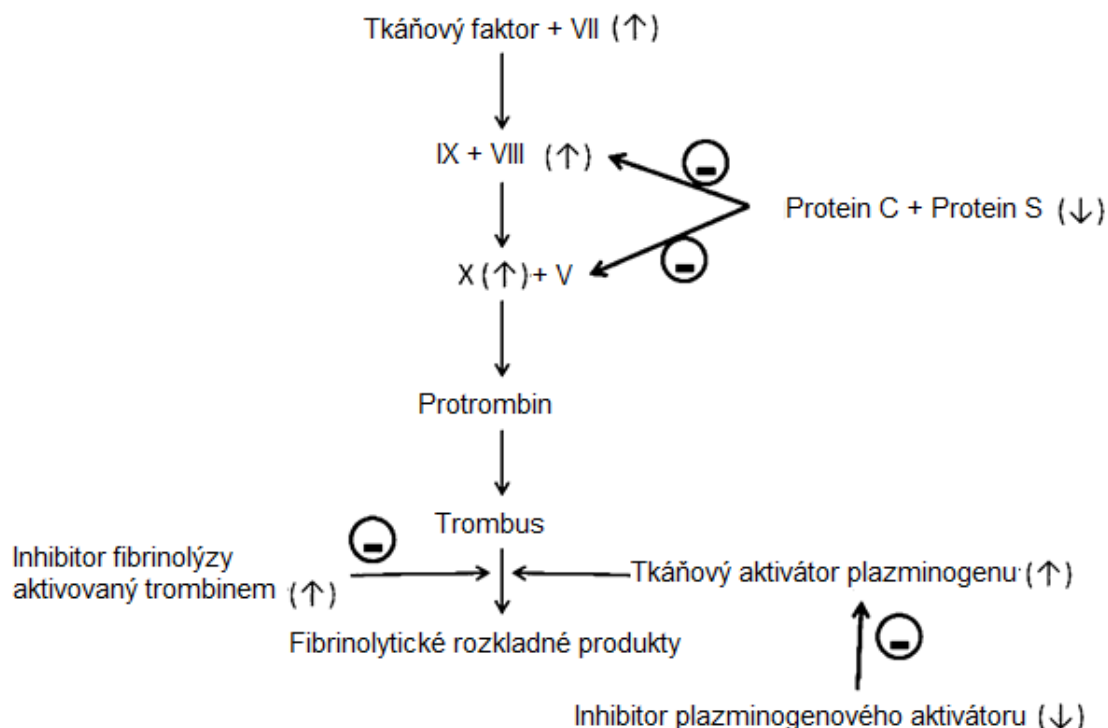 Tkáňový faktor + VII (↑)
IX + VIII (↑)
Protein C + Protein S (↓)
X (↑) + V
Protrombin
Trombus
Inhibitor fibrinolýzy
aktivovaný trombinem (↑)
Tkáňový aktivátor plazminogenu (↑)
Fibrinolytické rozkladné produkty
Inhibitor plazminogenového aktivátoru (↓)